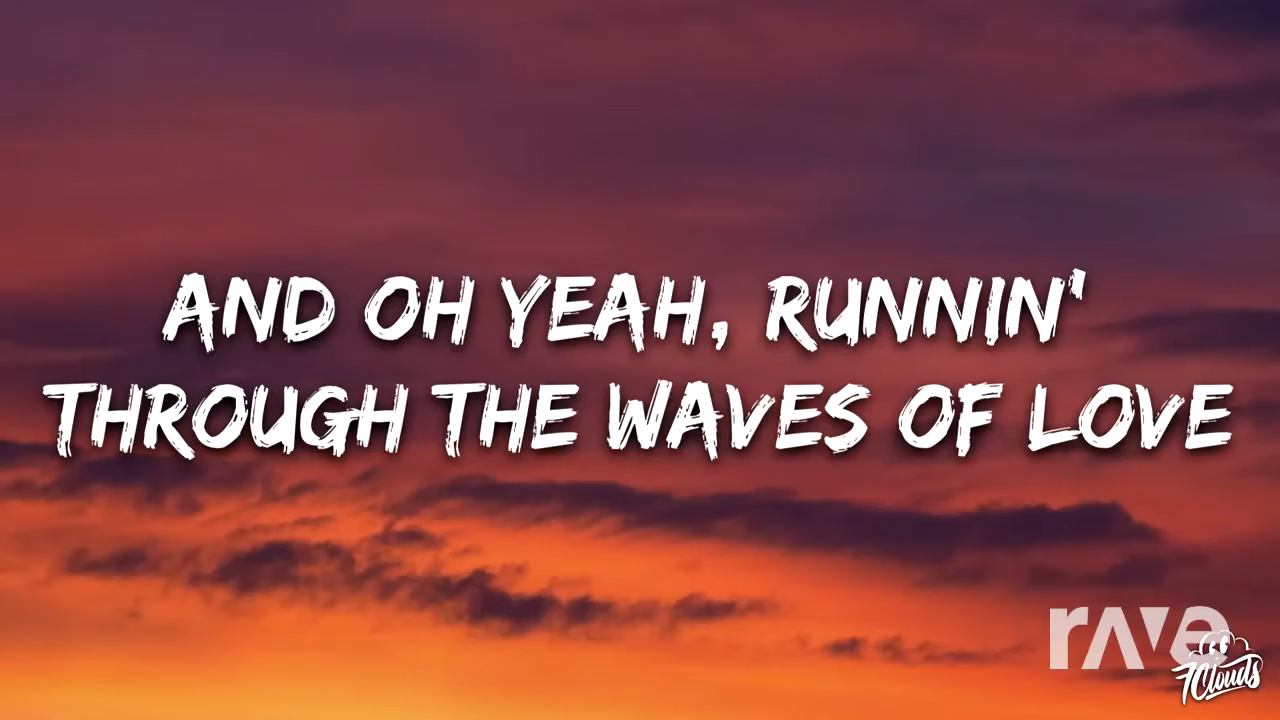 AND OH YEAH, RUNNIN'
THROUGH THE WAVES OF LOVE
rave
7Clouds